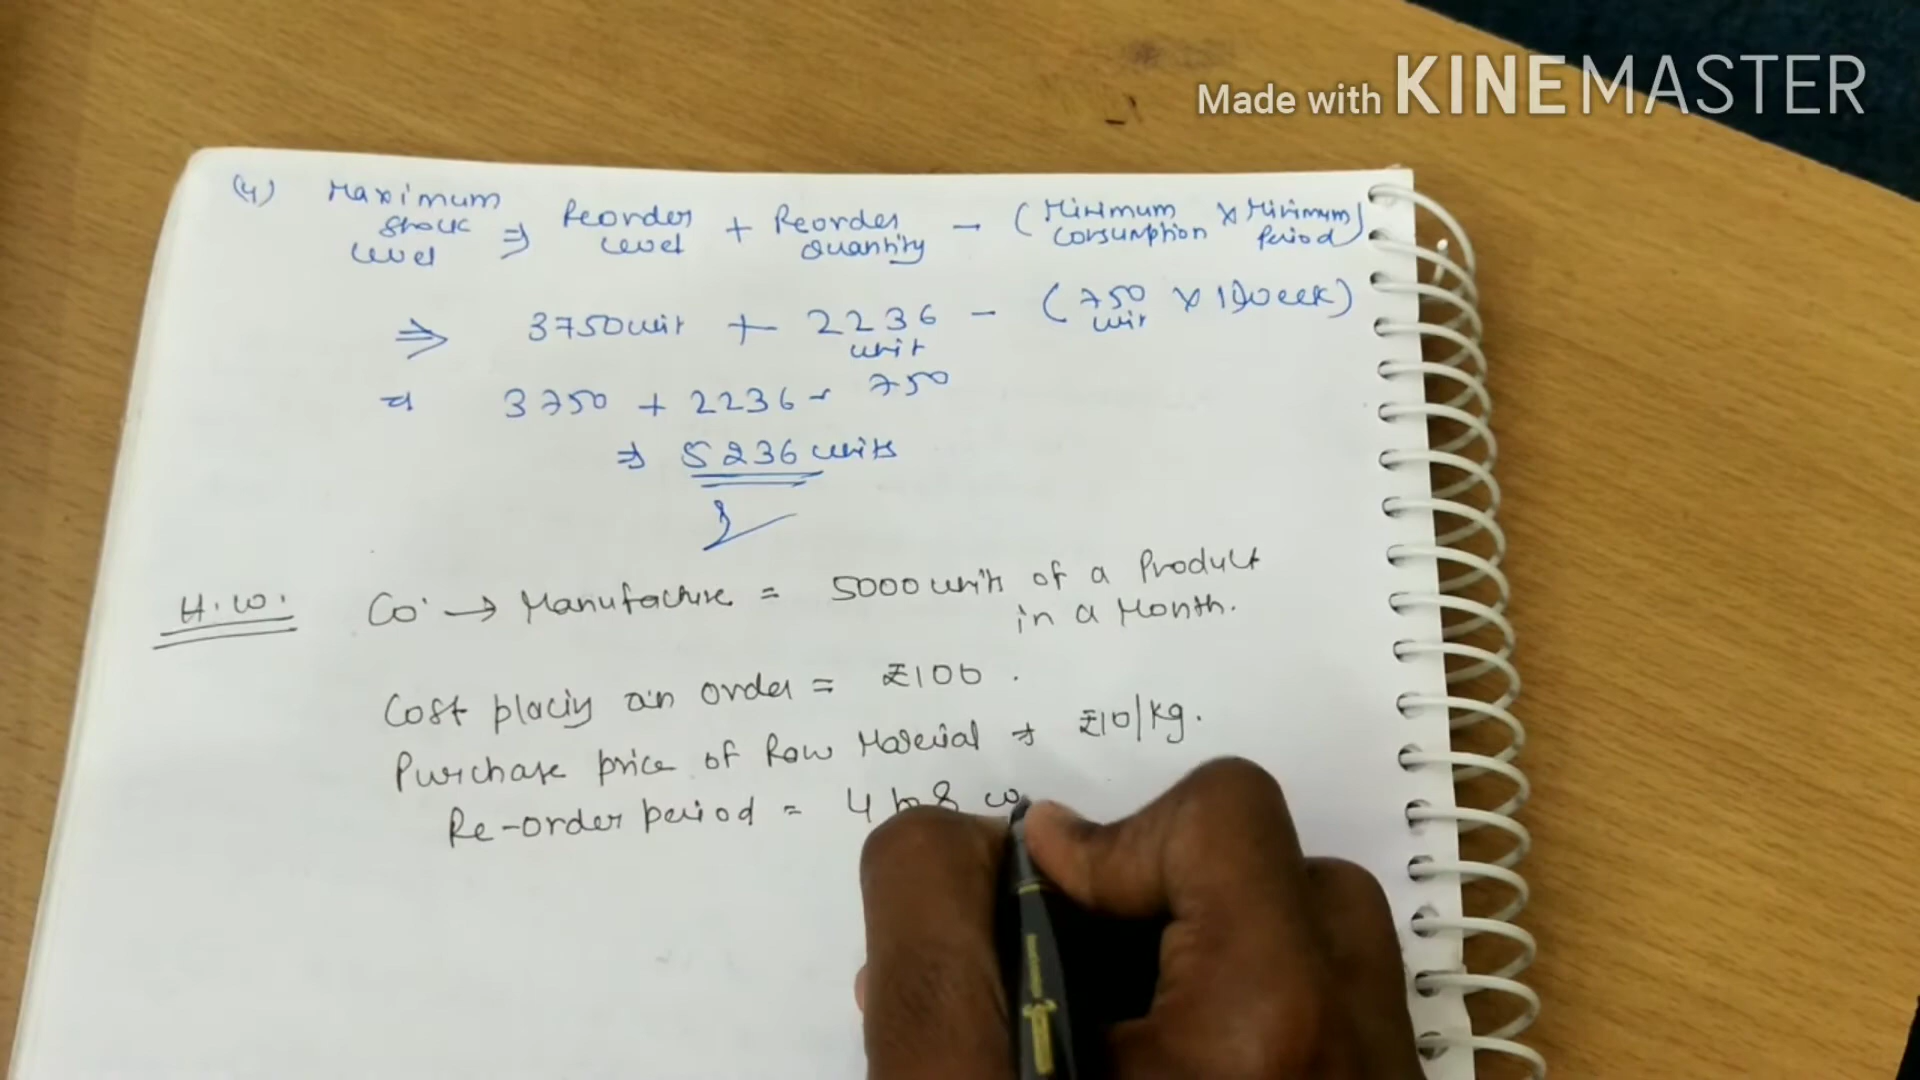 Made with KINEMASTER
(4) Maximum Stock Level ⇒ Reorder Level + Reorder Quantity - (Minimum Consumption × Minimum Period)
⇒ 3750 unit + 2236 unit - (750 unit × 1 Week)
⇒ 3750 + 2236 - 750
⇒ 5236 units
H.W. Co. → Manufacture = 5000 units of a Product
in a Month.
Cost placing an order = ₹100.
Purchase price of Raw Material ⇒ ₹10/kg.
Re-order period = 4 to 8 w